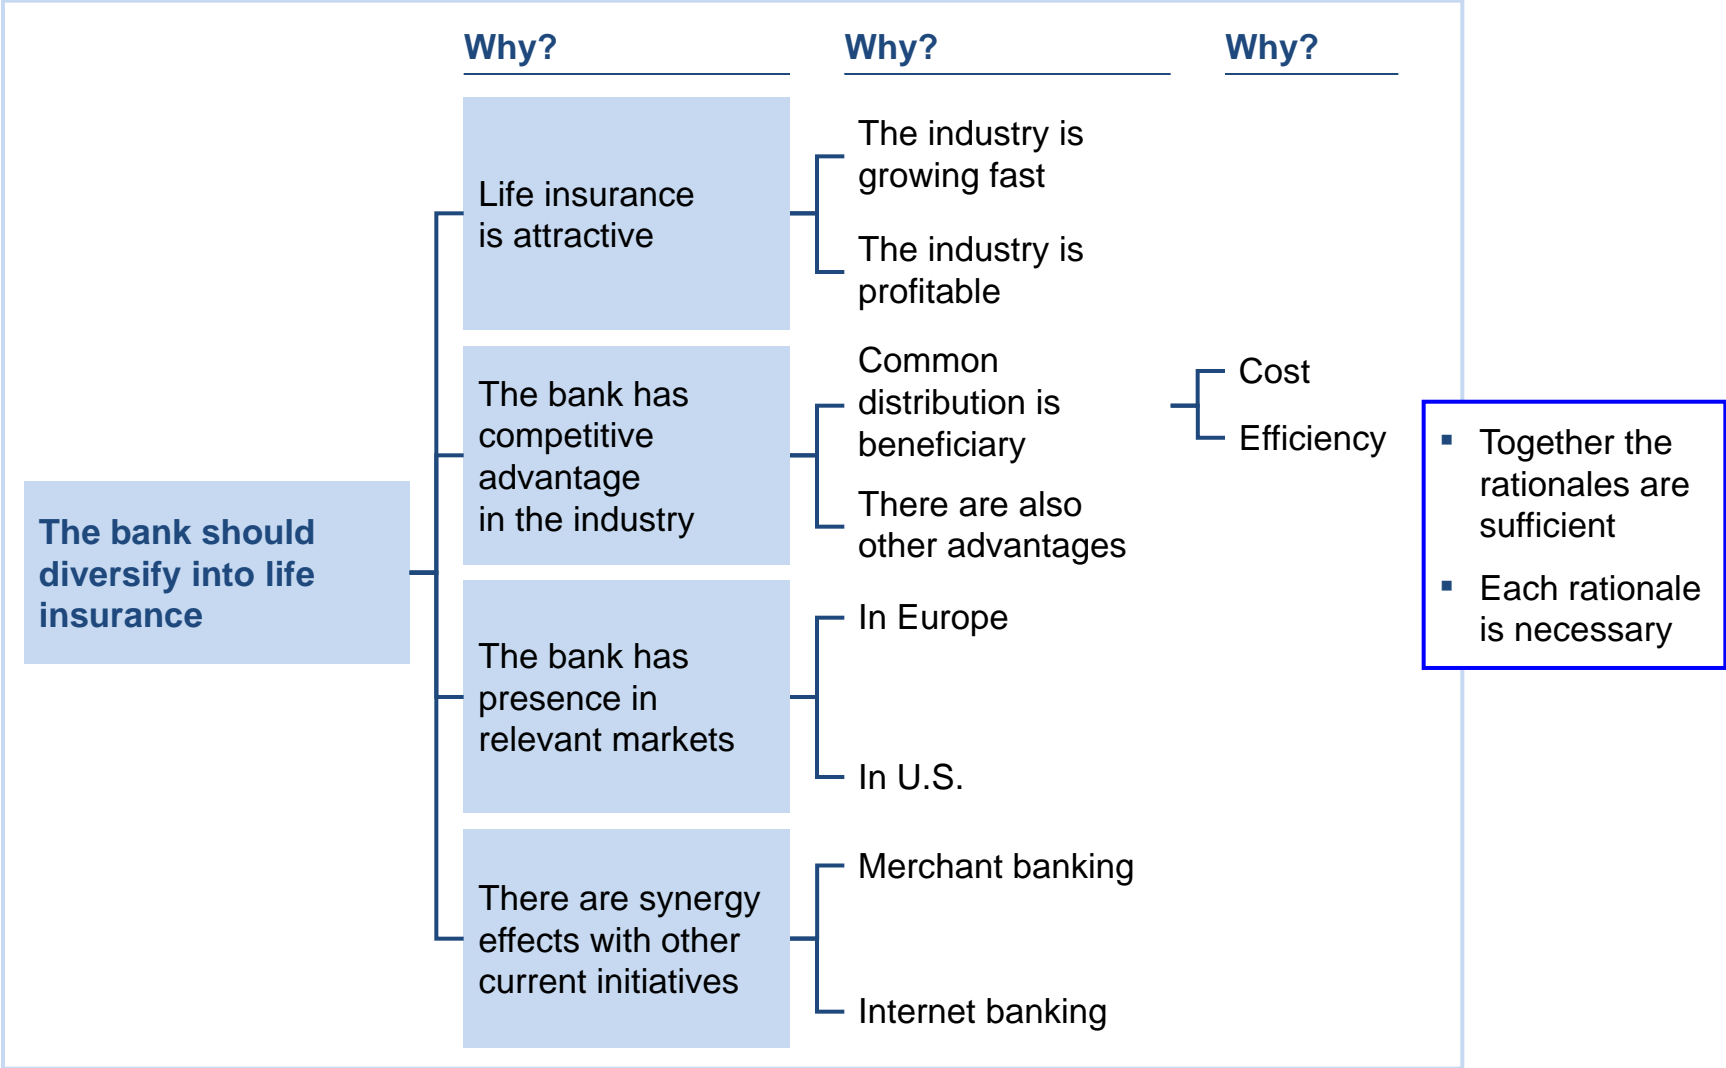 Why?
Why?
Why?
The bank should
diversify into life
insurance
Life insurance
is attractive
The industry is
growing fast
The industry is
profitable
The bank has
competitive
advantage
in the industry
Common
distribution is
beneficiary
Cost
Efficiency
There are also
other advantages
The bank has
presence in
relevant markets
In Europe
In U.S.
There are synergy
effects with other
current initiatives
Merchant banking
Internet banking
▪ Together the
rationales are
sufficient
▪ Each rationale
is necessary